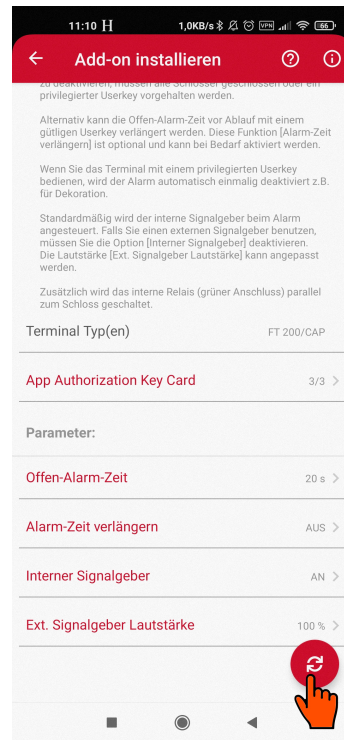 11:10 H 1,0KB/s VPN 66
Add-on installieren
zu deaktivieren, müssen alle Schlösser geschlossen oder ein
privilegierter Userkey vorgehalten werden.
Alternativ kann die Offen-Alarm-Zeit vor Ablauf mit einem
gütligen Userkey verlängert werden. Diese Funktion [Alarm-Zeit
verlängern] ist optional und kann bei Bedarf aktiviert werden.
Wenn Sie das Terminal mit einem privilegierten Userkey
bedienen, wird der Alarm automatisch einmalig deaktiviert z.B.
für Dekoration.
Standardmäßig wird der interne Signalgeber beim Alarm
angesteuert. Falls Sie einen externen Signalgeber benutzen,
müssen Sie die Option [Interner Signalgeber] deaktivieren.
Die Lautstärke [Ext. Signalgeber Lautstärke] kann angepasst
werden.
Zusätzlich wird das interne Relais (grüner Anschluss) parallel
zum Schloss geschaltet.
Terminal Typ(en) FT 200/CAP
App Authorization Key Card 3/3
Parameter:
Offen-Alarm-Zeit 20 s
Alarm-Zeit verlängern AUS
Interner Signalgeber AN
Ext. Signalgeber Lautstärke 100 %